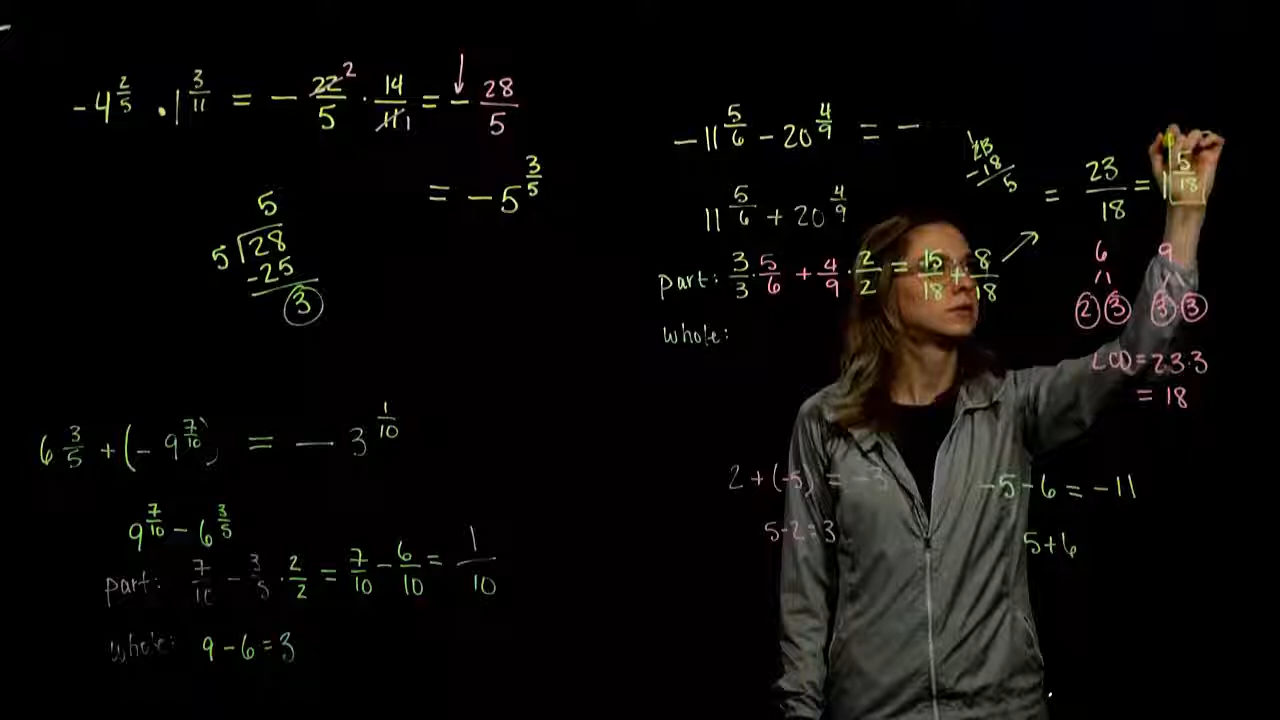 -4 2/5 · 1 3/11 = - 22/5 2 · 14/11 1 = - 28/5
= -5 3/5
5
5 28
-25
3
6 3/5 + (-9 7/10) = - 3 1/10
9 7/10 - 6 3/5
part: 7/10 - 3/5 · 2/2 = 7/10 - 6/10 = 1/10
whole: 9 - 6 = 3
-11 5/6 - 20 4/9 = -
11 5/6 + 20 4/9
part: 3/3 · 5/6 + 4/9 · 2/2 = 15/18 + 8/18
= 23/18 = 1 5/18
23
-18
5
whole:
6 9
2 3 3 3
LCD = 2 3·3
= 18
2 + (-5) = -3
5-2=3
-5-6 = -11
5+6